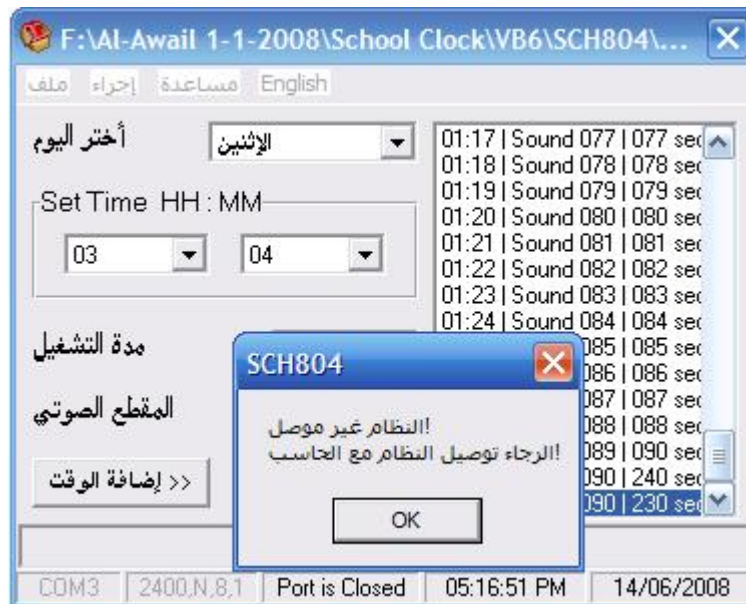 F:\Al-Awail 1-1-2008\School Clock\VB6\SCH804\...
ملف إجراء مساعدة English
أختر اليوم
الإثنين
Set Time HH : MM
03
04
مدة التشغيل
المقطع الصوتي
<< إضافة الوقت
01:17 | Sound 077 | 077 sec
01:18 | Sound 078 | 078 sec
01:19 | Sound 079 | 079 sec
01:20 | Sound 080 | 080 sec
01:21 | Sound 081 | 081 sec
01:22 | Sound 082 | 082 sec
01:23 | Sound 083 | 083 sec
01:24 | Sound 084 | 084 sec
085 | 085 sec
086 | 086 sec
087 | 087 sec
088 | 088 sec
089 | 090 sec
090 | 240 sec
090 | 230 sec
SCH804
النظام غير موصل!
الرجاء توصيل النظام مع الحاسب!
OK
COM3
2400,N,8,1
Port is Closed
05:16:51 PM
14/06/2008